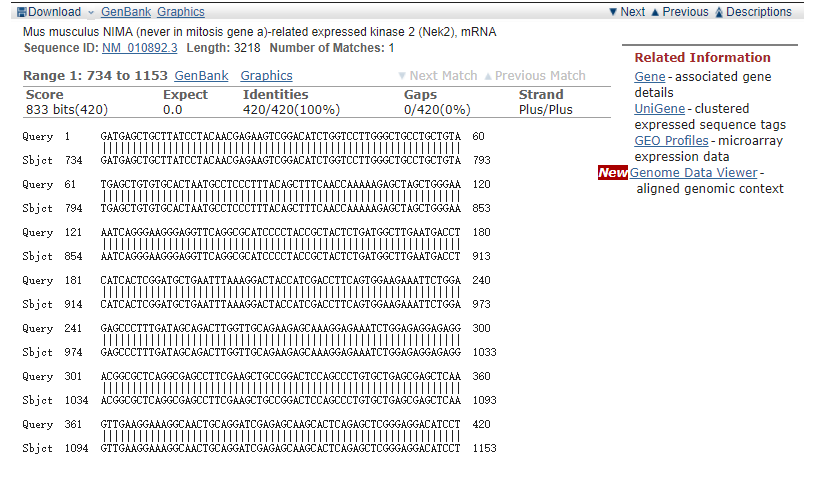 Download GenBank Graphics Next Previous Descriptions
Mus musculus NIMA (never in mitosis gene a)-related expressed kinase 2 (Nek2), mRNA
Sequence ID: NM_010892.3 Length: 3218 Number of Matches: 1
Range 1: 734 to 1153 GenBank Graphics Next Match Previous Match
Score Expect Identities Gaps Strand
833 bits(420) 0.0 420/420(100%) 0/420(0%) Plus/Plus
Query 1 GATGAGCTGCTTATCCTACAACGAGAAGTCGGACATCTGGTCCTTGGGCTGCCTGCTGTA 60
Sbjct 734 GATGAGCTGCTTATCCTACAACGAGAAGTCGGACATCTGGTCCTTGGGCTGCCTGCTGTA 793
Query 61 TGAGCTGTGTGCACTAATGCCTCCCTTTACAGCTTTCAACCAAAAAGAGCTAGCTGGGAA 120
Sbjct 794 TGAGCTGTGTGCACTAATGCCTCCCTTTACAGCTTTCAACCAAAAAGAGCTAGCTGGGAA 853
Query 121 AATCAGGGAAGGGAGGTTCAGGCGCATCCCCTACCGCTACTCTGATGGCTTGAATGACCT 180
Sbjct 854 AATCAGGGAAGGGAGGTTCAGGCGCATCCCCTACCGCTACTCTGATGGCTTGAATGACCT 913
Query 181 CATCACTCGGATGCTGAATTTAAAGGACTACCATCGACCTTCAGTGGAAGAAATTCTGGA 240
Sbjct 914 CATCACTCGGATGCTGAATTTAAAGGACTACCATCGACCTTCAGTGGAAGAAATTCTGGA 973
Query 241 GAGCCCTTTGATAGCAGACTTGGTTGCAGAAGAGCAAAGGAGAAATCTGGAGAGGAGAGG 300
Sbjct 974 GAGCCCTTTGATAGCAGACTTGGTTGCAGAAGAGCAAAGGAGAAATCTGGAGAGGAGAGG 1033
Query 301 ACGGCGCTCAGGCGAGCCTTCGAAGCTGCCGGACTCCAGCCCTGTGCTGAGCGAGCTCAA 360
Sbjct 1034 ACGGCGCTCAGGCGAGCCTTCGAAGCTGCCGGACTCCAGCCCTGTGCTGAGCGAGCTCAA 1093
Query 361 GTTGAAGGAAAGGCAACTGCAGGATCGAGAGCAAGCACTCAGAGCTCGGGAGGACATCCT 420
Sbjct 1094 GTTGAAGGAAAGGCAACTGCAGGATCGAGAGCAAGCACTCAGAGCTCGGGAGGACATCCT 1153
Related Information
Gene - associated gene
details
UniGene - clustered
expressed sequence tags
GEO Profiles - microarray
expression data
New Genome Data Viewer -
aligned genomic context